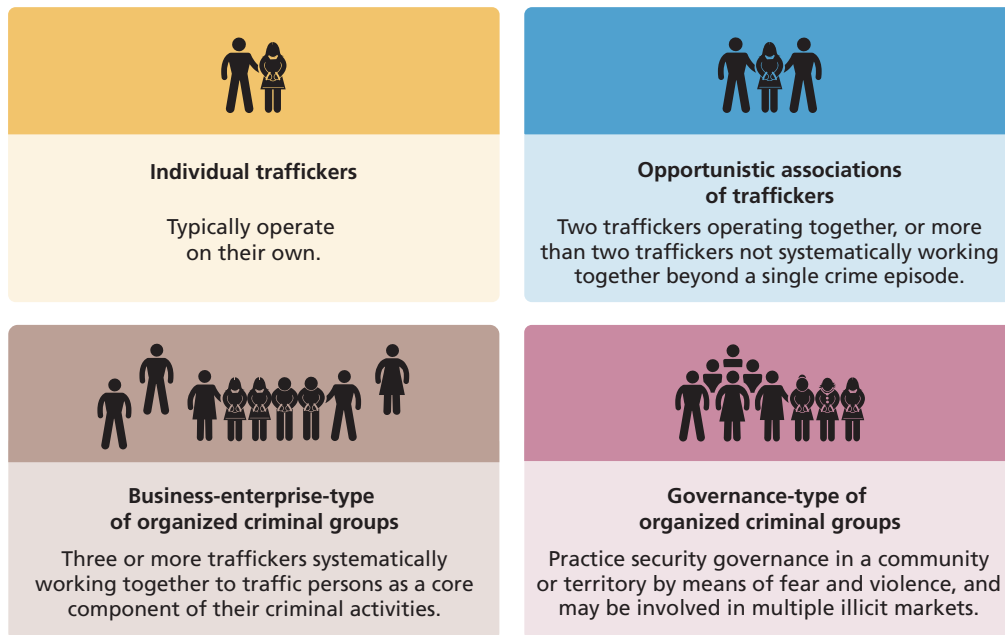 Individual traffickers
Typically operate
on their own.
Opportunistic associations
of traffickers
Two traffickers operating together, or more
than two traffickers not systematically working
together beyond a single crime episode.
Business-enterprise-type
of organized criminal groups
Three or more traffickers systematically
working together to traffic persons as a core
component of their criminal activities.
Governance-type of
organized criminal groups
Practice security governance in a community
or territory by means of fear and violence, and
may be involved in multiple illicit markets.